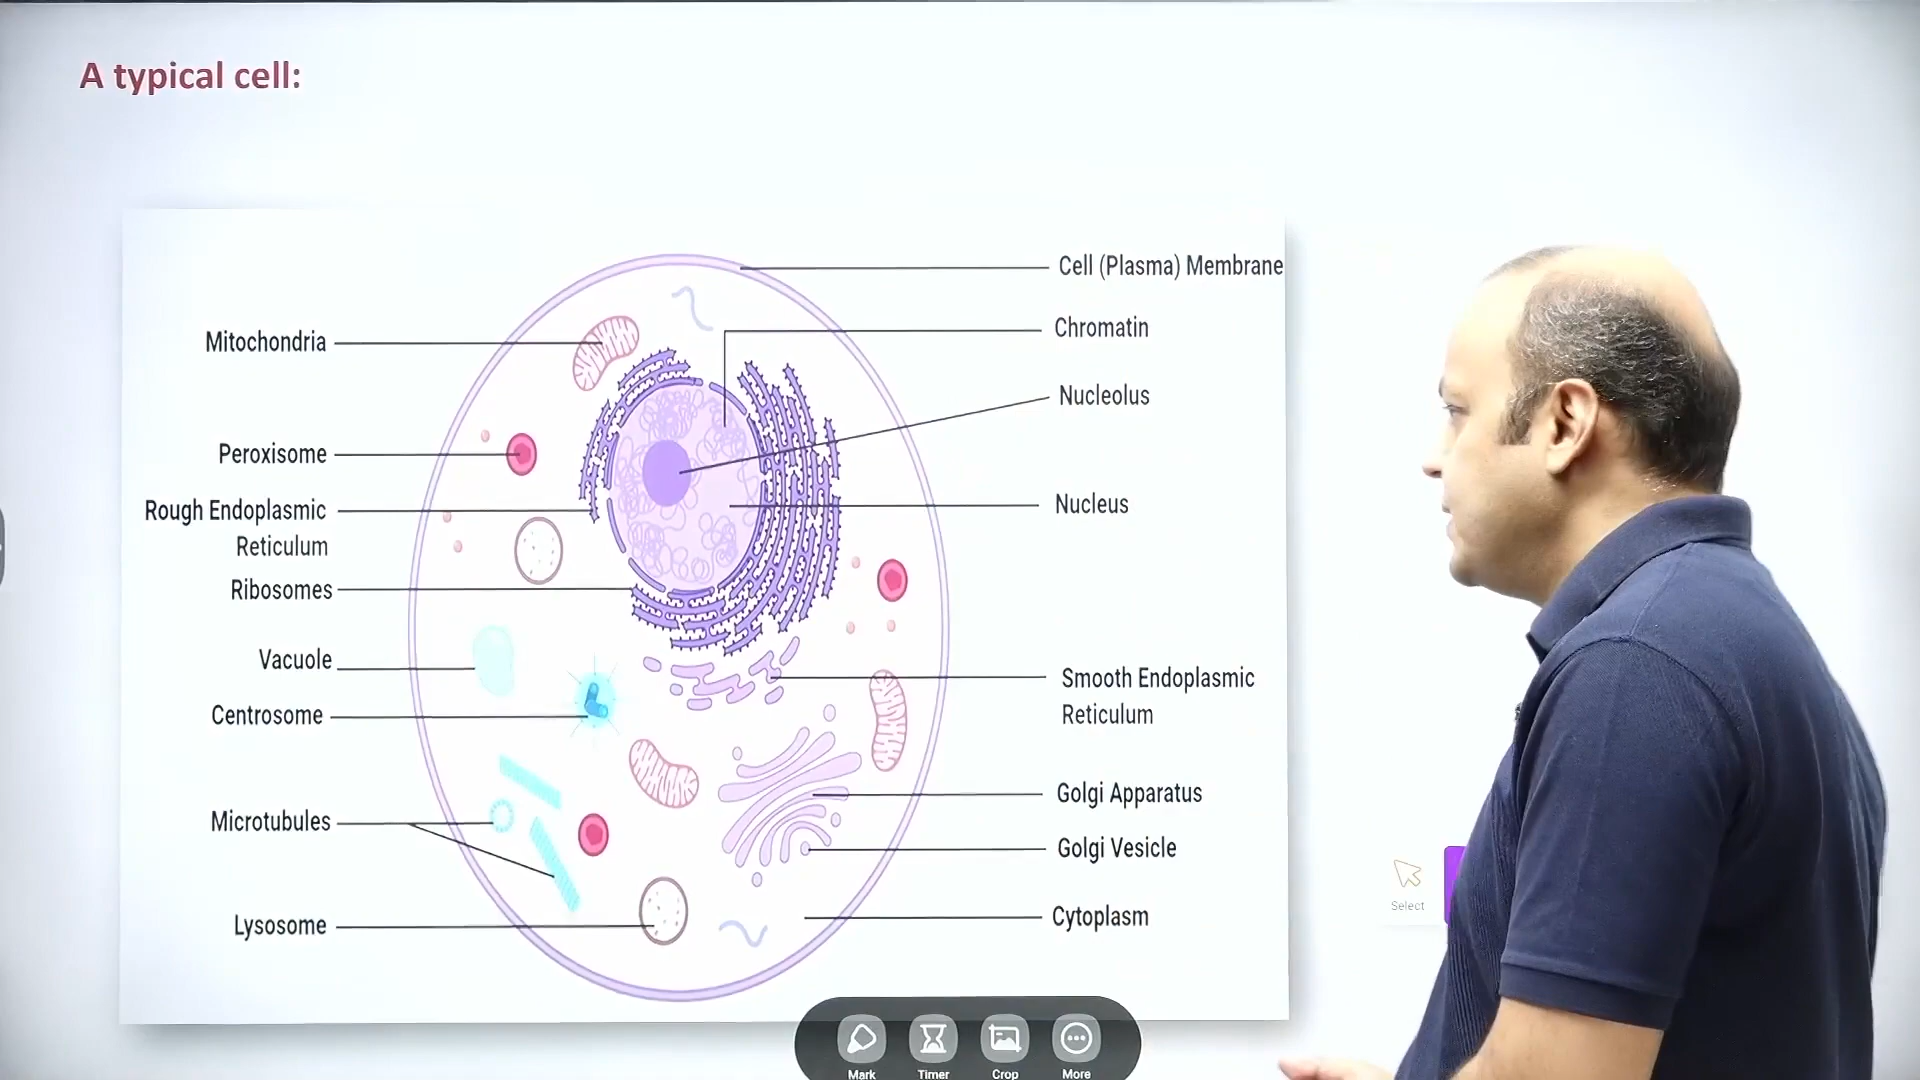 A typical cell:
Cell (Plasma) Membrane
Chromatin
Mitochondria
Nucleolus
Peroxisome
Nucleus
Rough Endoplasmic
Reticulum
Ribosomes
Vacuole
Smooth Endoplasmic
Reticulum
Centrosome
Golgi Apparatus
Microtubules
Golgi Vesicle
Cytoplasm
Lysosome
Select
Mark
Timer
Crop
More